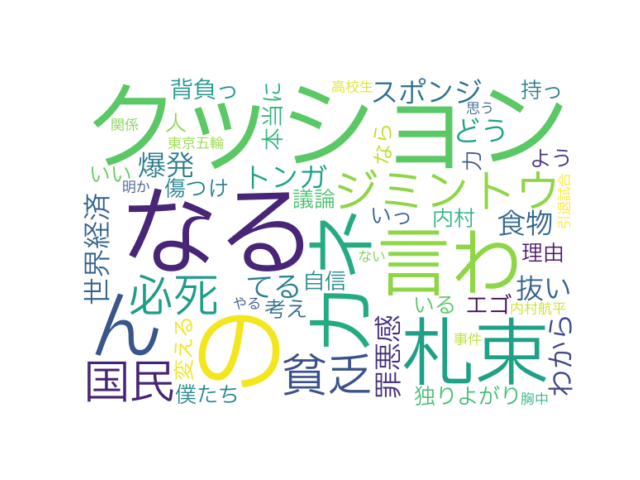 高校生
背負っ
スポンジ
持っ
クッション
本当に
思う
関係
人
どう
東京五輪
なら
力
よう
爆発
いい
トンガ
ジミントウ
引退試合
明か
傷つけ
議論
なる
カネ
いっ
内村
食物
世界経済
言わ
ない
理由
必死
てる
自信
抜い
ん
やる
考え
いる
エゴ
内村航平
の
変える
罪悪感
札束
わから
事件
国民
貧乏
僕たち
独りよがり
胸中